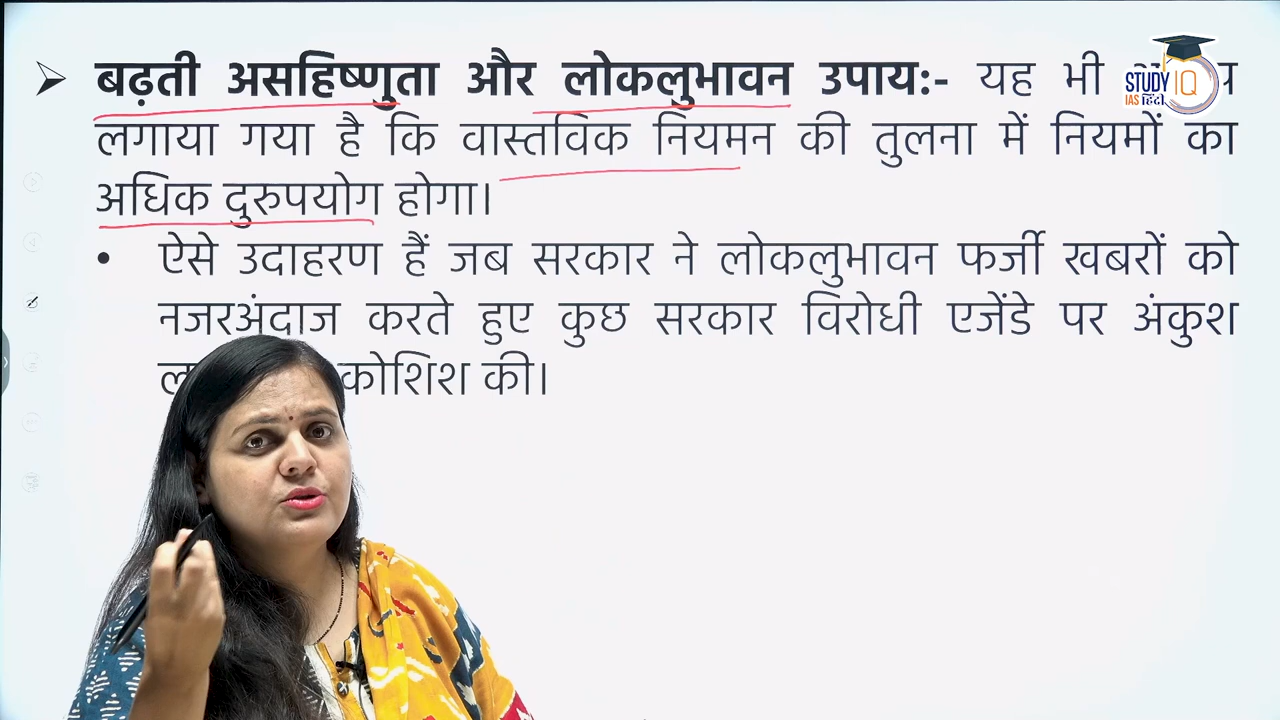 बढ़ती असहिष्णुता और लोकलुभावन उपाय:- यह भी
लगाया गया है कि वास्तविक नियमन की तुलना में नियमों का
अधिक दुरुपयोग होगा।
• ऐसे उदाहरण हैं जब सरकार ने लोकलुभावन फर्जी खबरों को
नजरअंदाज करते हुए कुछ सरकार विरोधी एजेंडे पर अंकुश
कोशिश की।
STUDY IQ
IAS हिंदी